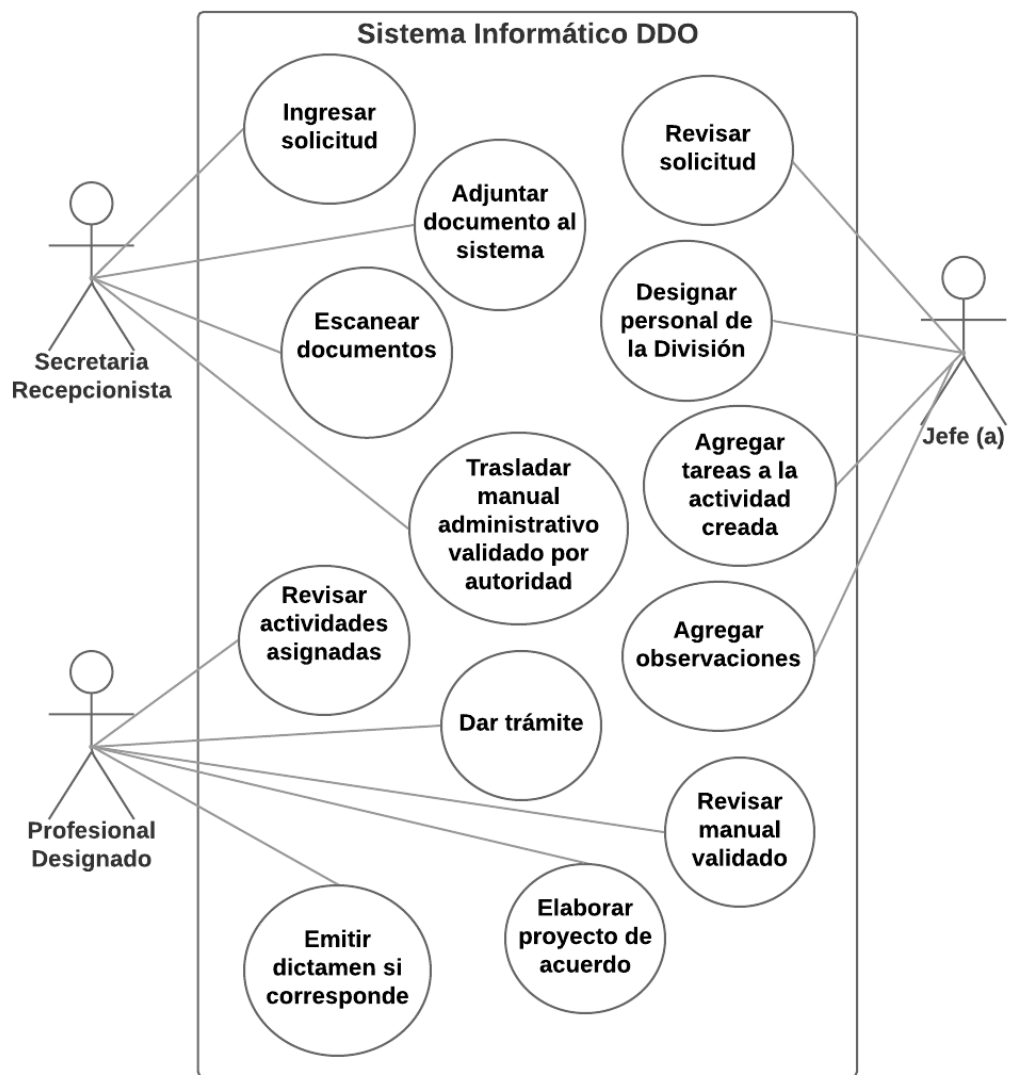 Sistema Informático DDO
Ingresar
solicitud
Revisar
solicitud
Adjuntar
documento al
sistema
Designar
personal de
la División
Escanear
documentos
Secretaria
Recepcionista
Jefe (a)
Agregar
tareas a la
actividad
creada
Trasladar
manual
administrativo
validado por
autoridad
Revisar
actividades
asignadas
Agregar
observaciones
Dar trámite
Profesional
Designado
Revisar
manual
validado
Elaborar
proyecto de
acuerdo
Emitir
dictamen si
corresponde